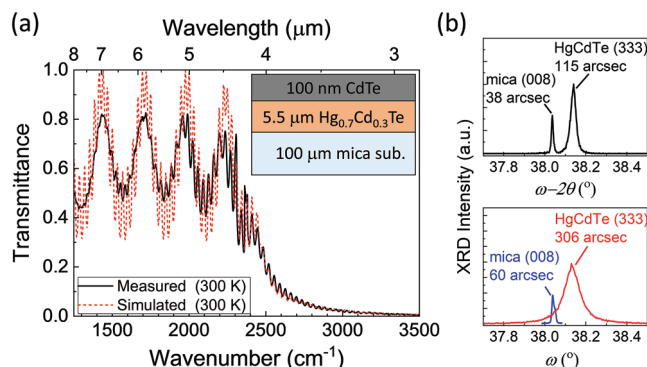 (a)
Wavelength (μm)
8 7 6 5 4 3
1.0
0.8
0.6
0.4
0.2
0.0
Transmittance
100 nm CdTe
5.5 μm Hg0.7Cd0.3Te
100 μm mica sub.
Measured (300 K)
Simulated (300 K)
1500 2000 2500 3000 3500
Wavenumber (cm-1)
(b)
XRD Intensity (a.u.)
HgCdTe (333)
115 arcsec
mica (008)
38 arcsec
37.8 38.0 38.2 38.4
ω−2θ (°)
HgCdTe (333)
306 arcsec
mica (008)
60 arcsec
37.8 38.0 38.2 38.4
ω (°)